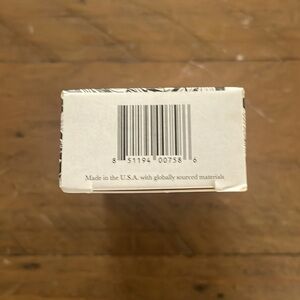 8 51194 00758 6
Made in the U.S.A. with globally sourced materials